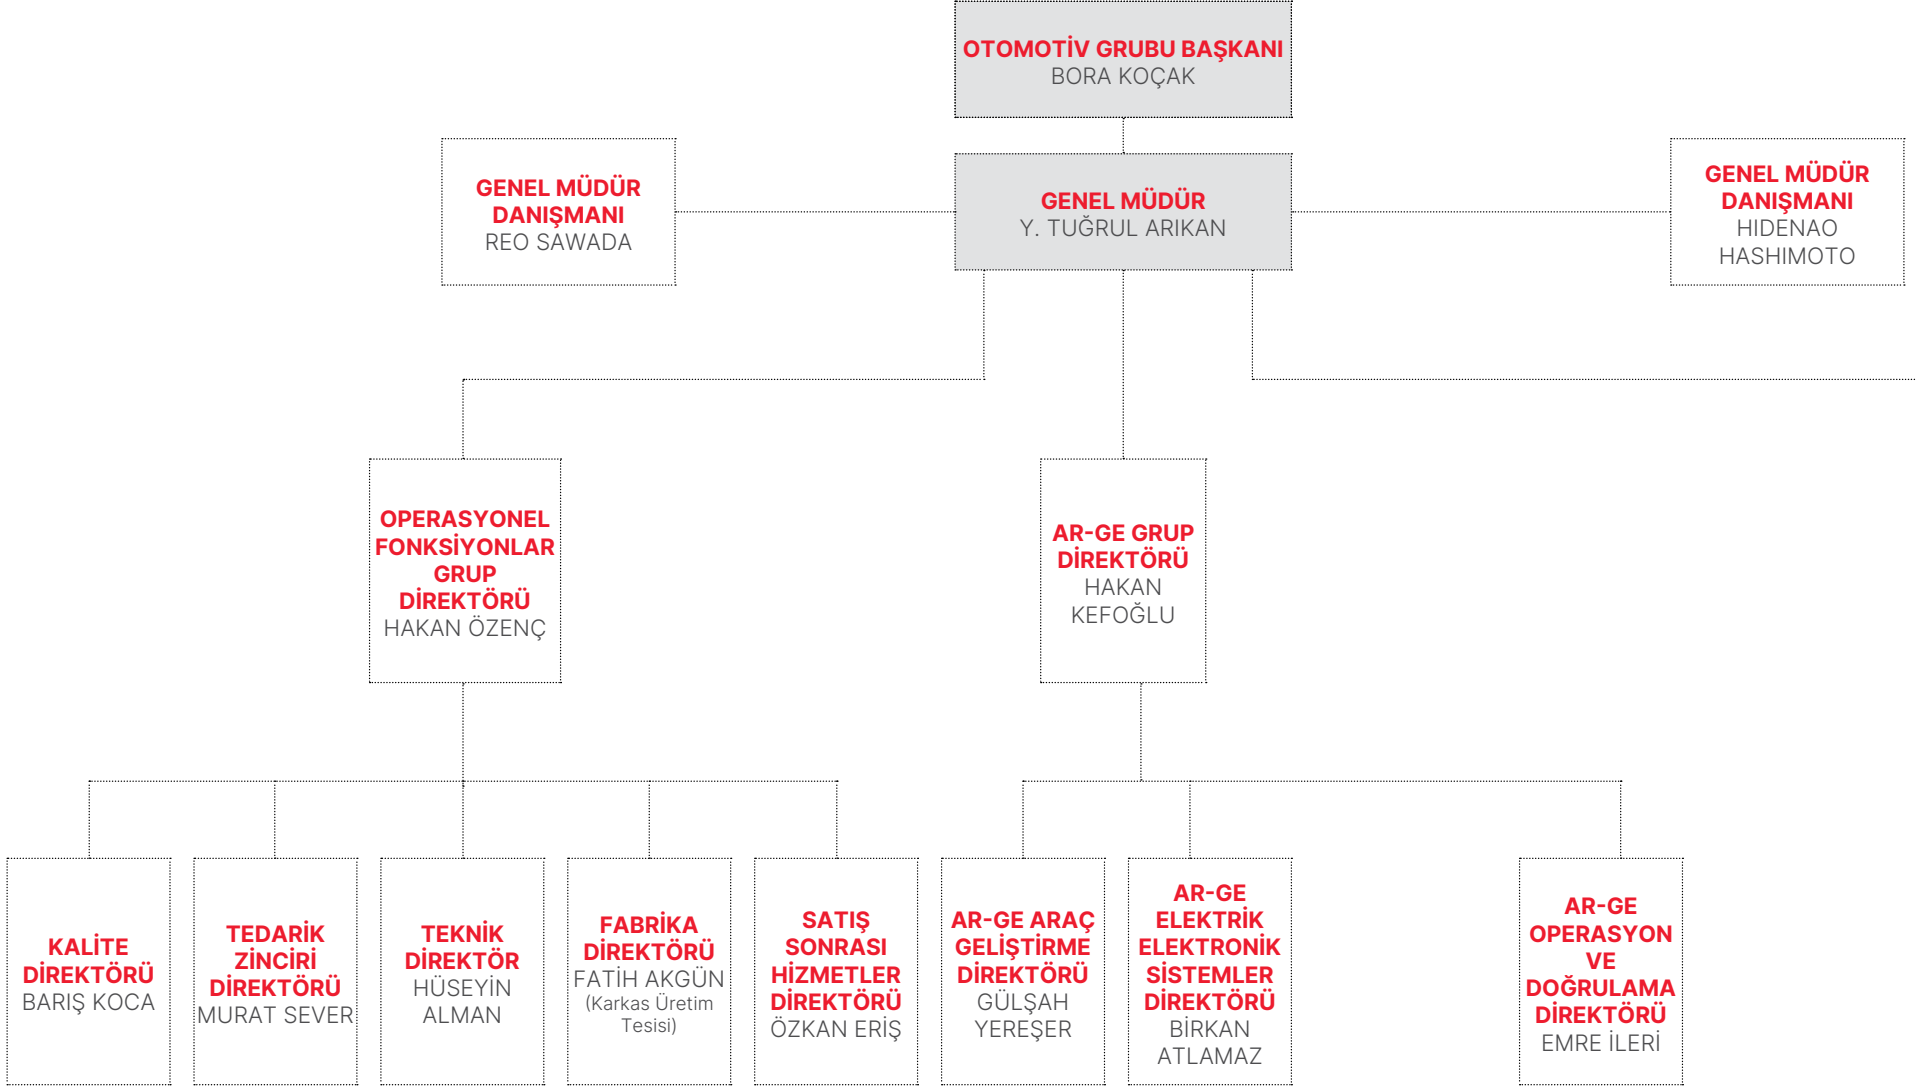 OTOMOTİV GRUBU BAŞKANI
BORA KOÇAK
GENEL MÜDÜR
DANIŞMANI
REO SAWADA
GENEL MÜDÜR
Y. TUĞRUL ARIKAN
GENEL MÜDÜR
DANIŞMANI
HIDENAO
HASHIMOTO
OPERASYONEL
FONKSİYONLAR
GRUP
DİREKTÖRÜ
HAKAN ÖZENÇ
AR-GE GRUP
DİREKTÖRÜ
HAKAN
KEFOĞLU
KALİTE
DİREKTÖRÜ
BARIŞ KOCA
TEDARİK
ZİNCİRİ
DİREKTÖRÜ
MURAT SEVER
TEKNİK
DİREKTÖR
HÜSEYİN
ALMAN
FABRİKA
DİREKTÖRÜ
FATİH AKGÜN
(Karkas Üretim
Tesisi)
SATIŞ
SONRASI
HİZMETLER
DİREKTÖRÜ
ÖZKAN ERİŞ
AR-GE ARAÇ
GELİŞTİRME
DİREKTÖRÜ
GÜLŞAH
YEREŞER
AR-GE
ELEKTRİK
ELEKTRONİK
SİSTEMLER
DİREKTÖRÜ
BİRKAN
ATLAMAZ
AR-GE
OPERASYON
VE
DOĞRULAMA
DİREKTÖRÜ
EMRE İLERİ